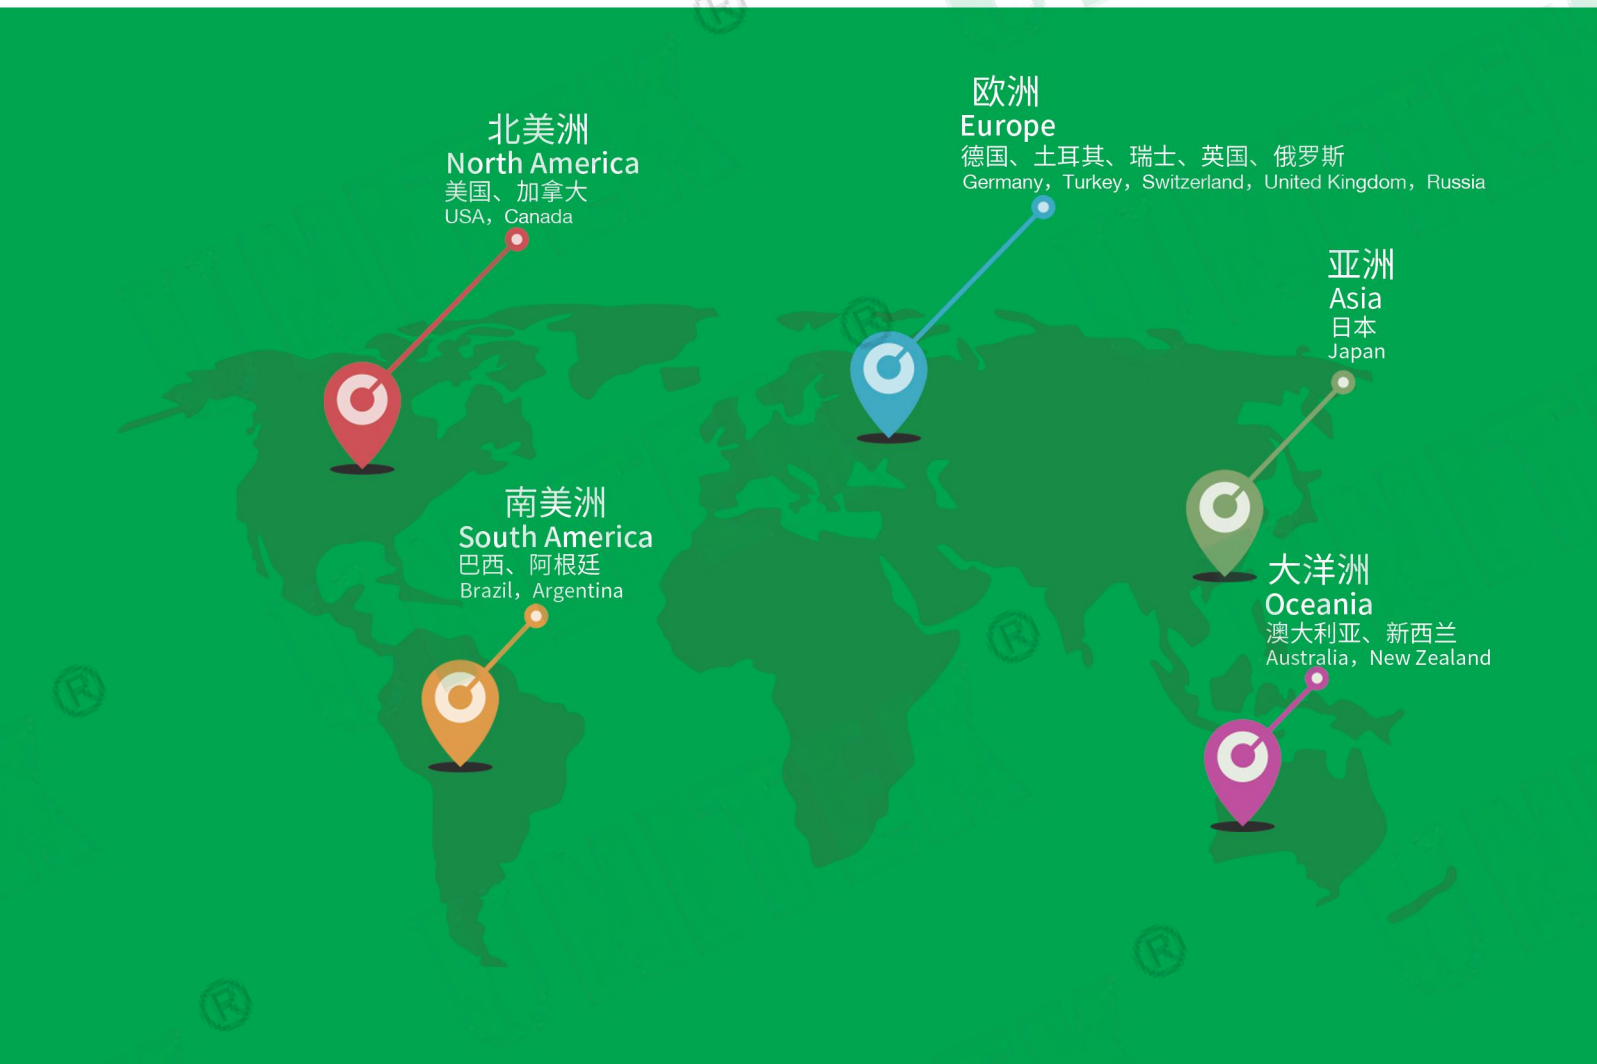 欧洲
Europe
德国、土耳其、瑞士、英国、俄罗斯
Germany，Turkey，Switzerland，United Kingdom，Russia
北美洲
North America
美国、加拿大
USA，Canada
亚洲
Asia
日本
Japan
南美洲
South America
巴西、阿根廷
Brazil，Argentina
大洋洲
Oceania
澳大利亚、新西兰
Australia，New Zealand